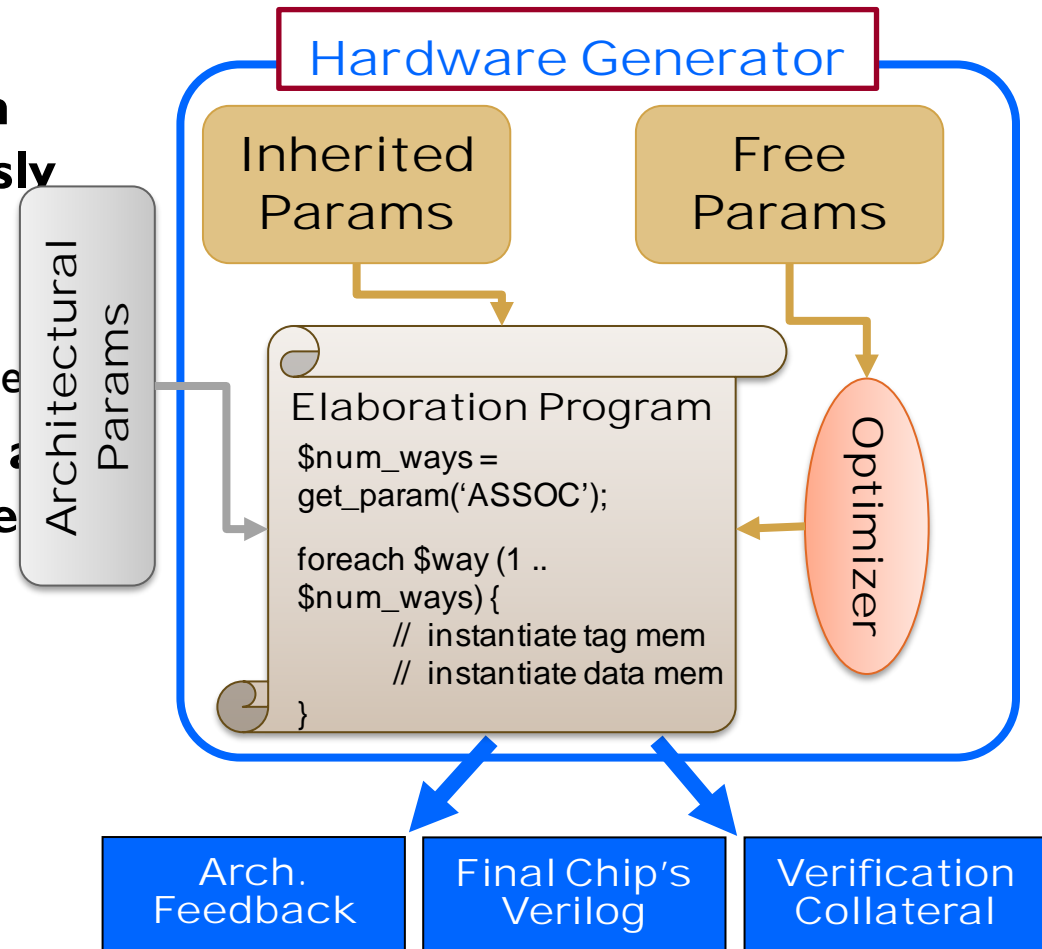 Hardware Generator
sly
Inherited
Params
Free
Params
Architectural
Params
Elaboration Program
$num_ways =
get_param(‘ASSOC’);
foreach $way (1 ..
$num_ways) {
// instantiate tag mem
// instantiate data mem
}
Optimizer
Arch.
Feedback
Final Chip's
Verilog
Verification
Collateral